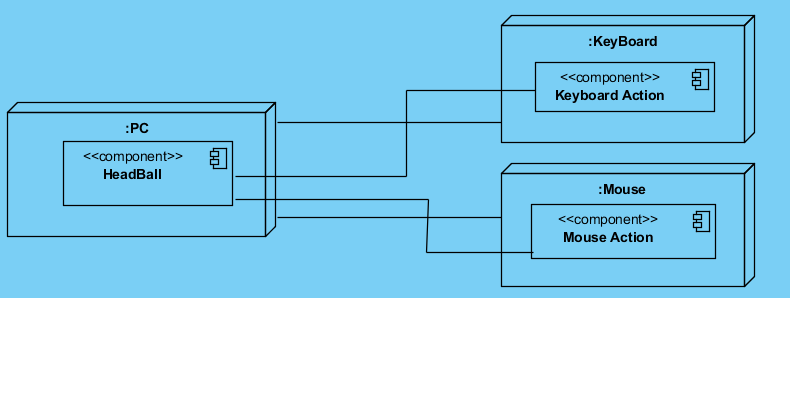 :KeyBoard
<<component>>
Keyboard Action
:PC
<<component>>
HeadBall
:Mouse
<<component>>
Mouse Action